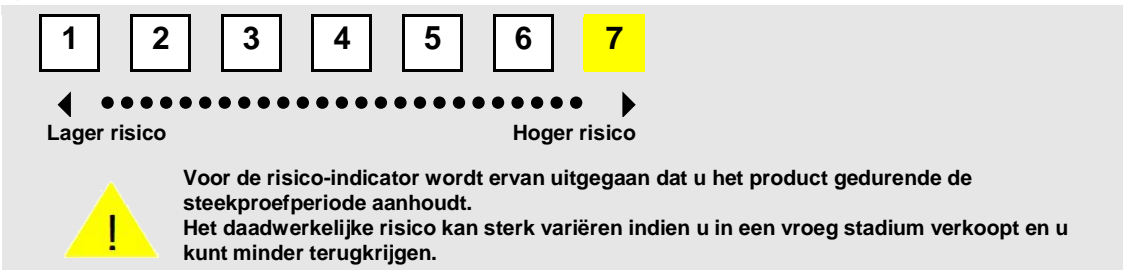 1 2 3 4 5 6 7
Lager risico Hoger risico
!
Voor de risico-indicator wordt ervan uitgegaan dat u het product gedurende de
steekproefperiode aanhoudt.
Het daadwerkelijke risico kan sterk variëren indien u in een vroeg stadium verkoopt en u
kunt minder terugkrijgen.